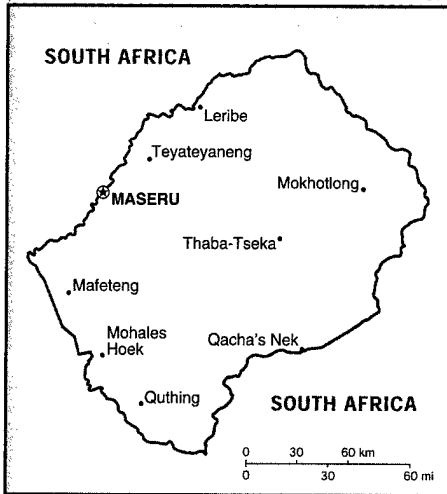 SOUTH AFRICA
Leribe
Teyateyaneng
Mokhotlong
MASERU
Thaba-Tseka
Mafeteng
Mohales
Hoek
Qacha's Nek
Quthing
SOUTH AFRICA
0 30 60 km
0 30 60 mi